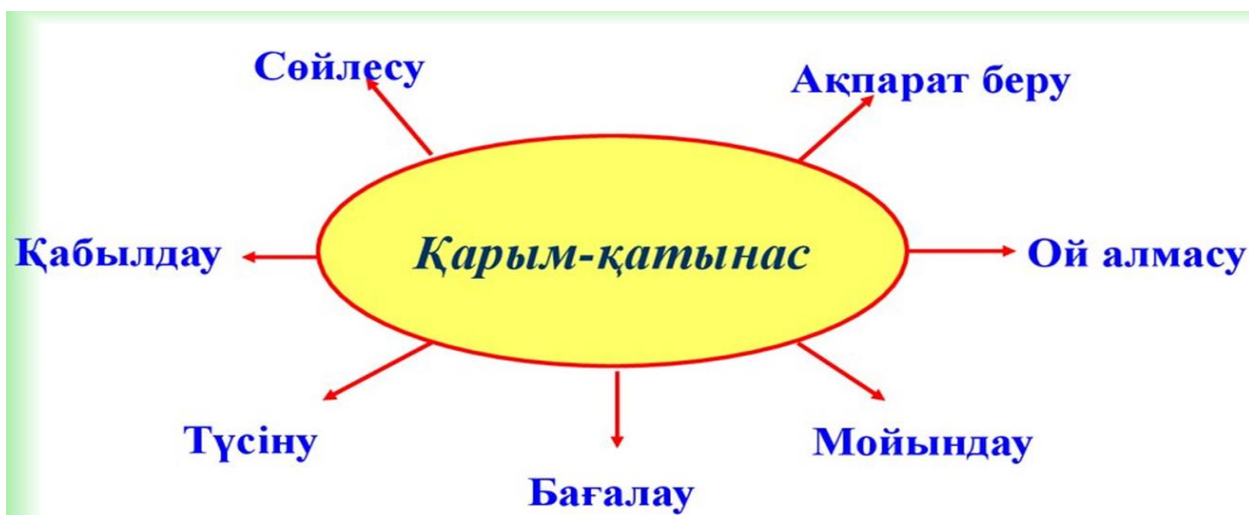 Сөйлесу
Ақпарат беру
Қабылдау
Қарым-қатынас
Ой алмасу
Түсіну
Мойындау
Бағалау